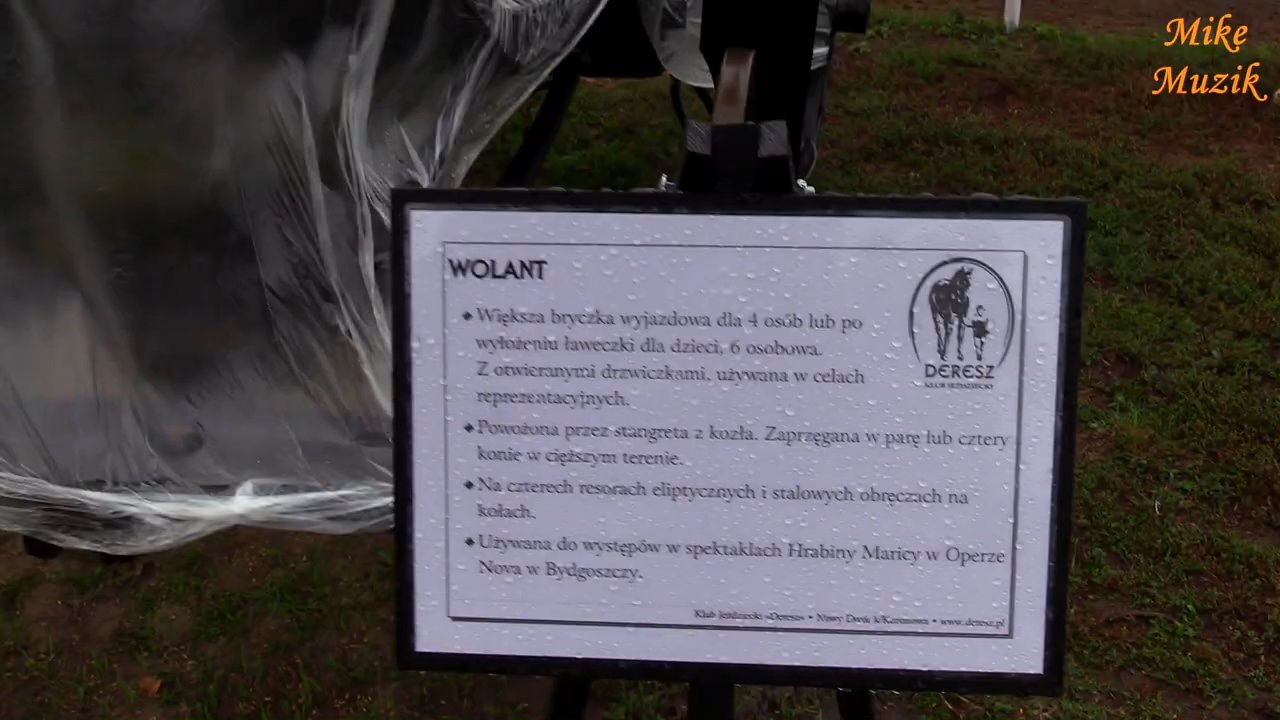 Mike
Muzik
WOLANT
Większa bryczka wyjazdowa dla 4 osób lub po
wyłożeniu ławeczki dla dzieci, 6 osobowa.
Z otwieranymi drzwiczkami, używana w celach
reprezentacyjnych.
DERESZ
KLUB JEŹDZIECKI
Powożona przez stangreta z kozła. Zaprzęgana w parę lub cztery
konie w cięższym terenie.
Na czterech resorach eliptycznych i stalowych obręczach na
kołach.
Używana do występów w spektaklach Hrabiny Maricy w Operze
Nova w Bydgoszczy.
Klub Jeździecki «Deresz» • Nowy Dwór k/Koronowa • www.deresz.pl